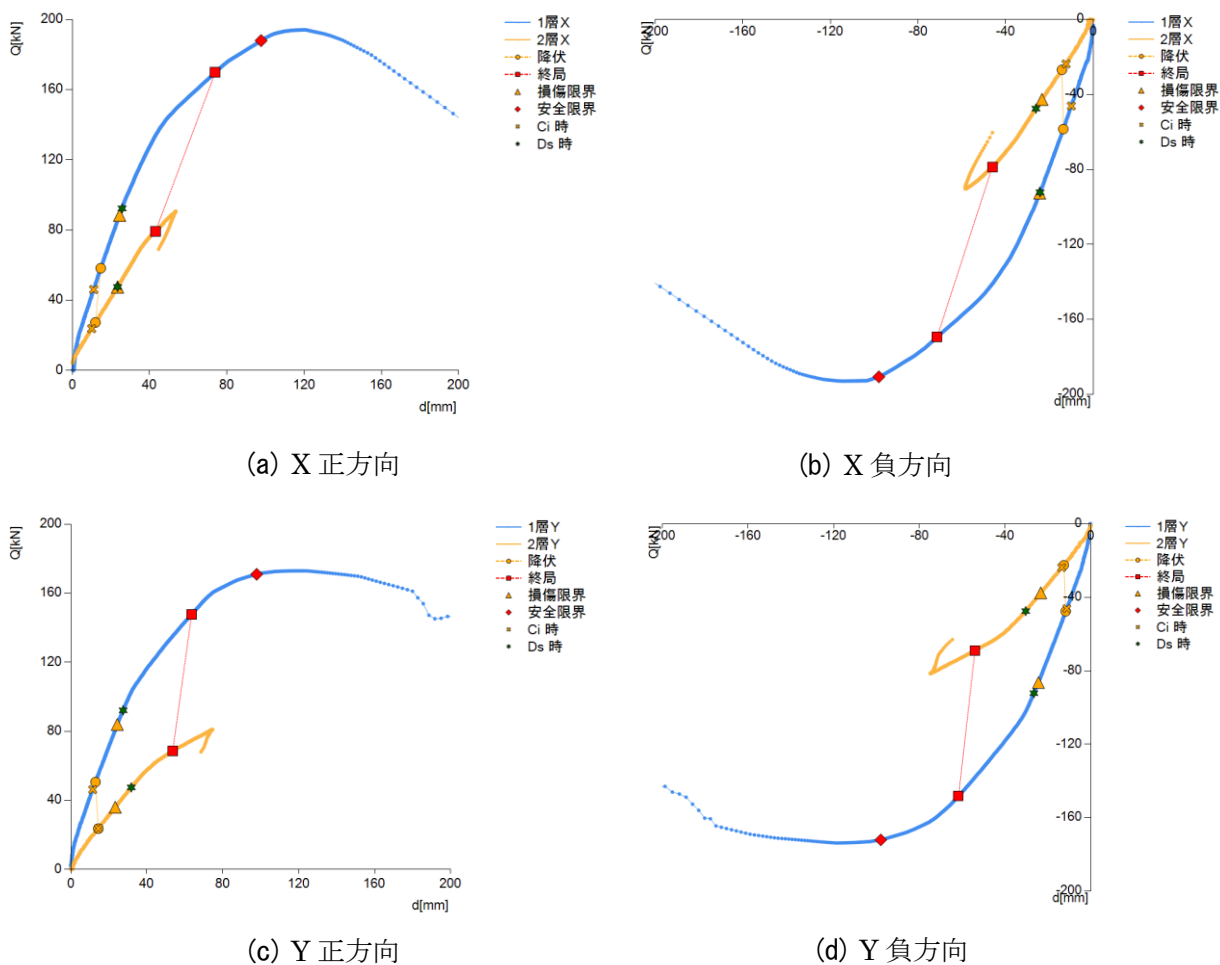 Q[kN]
200
160
120
80
40
0
0
40
80
120
160
200
d[mm]
1層X
2層X
降伏
終局
損傷限界
安全限界
Ci 時
Ds 時
(a) X 正方向
-200
-160
-120
-80
-40
0
Q[kN]
0
-40
-80
-120
-160
-200
d[mm]
1層X
2層X
降伏
終局
損傷限界
安全限界
Ci 時
Ds 時
(b) X 負方向
Q[kN]
200
160
120
80
40
0
0
40
80
120
160
200
d[mm]
1層Y
2層Y
降伏
終局
損傷限界
安全限界
Ci 時
Ds 時
(c) Y 正方向
-200
-160
-120
-80
-40
0
Q[kN]
0
-40
-80
-120
-160
-200
d[mm]
1層Y
2層Y
降伏
終局
損傷限界
安全限界
Ci 時
Ds 時
(d) Y 負方向